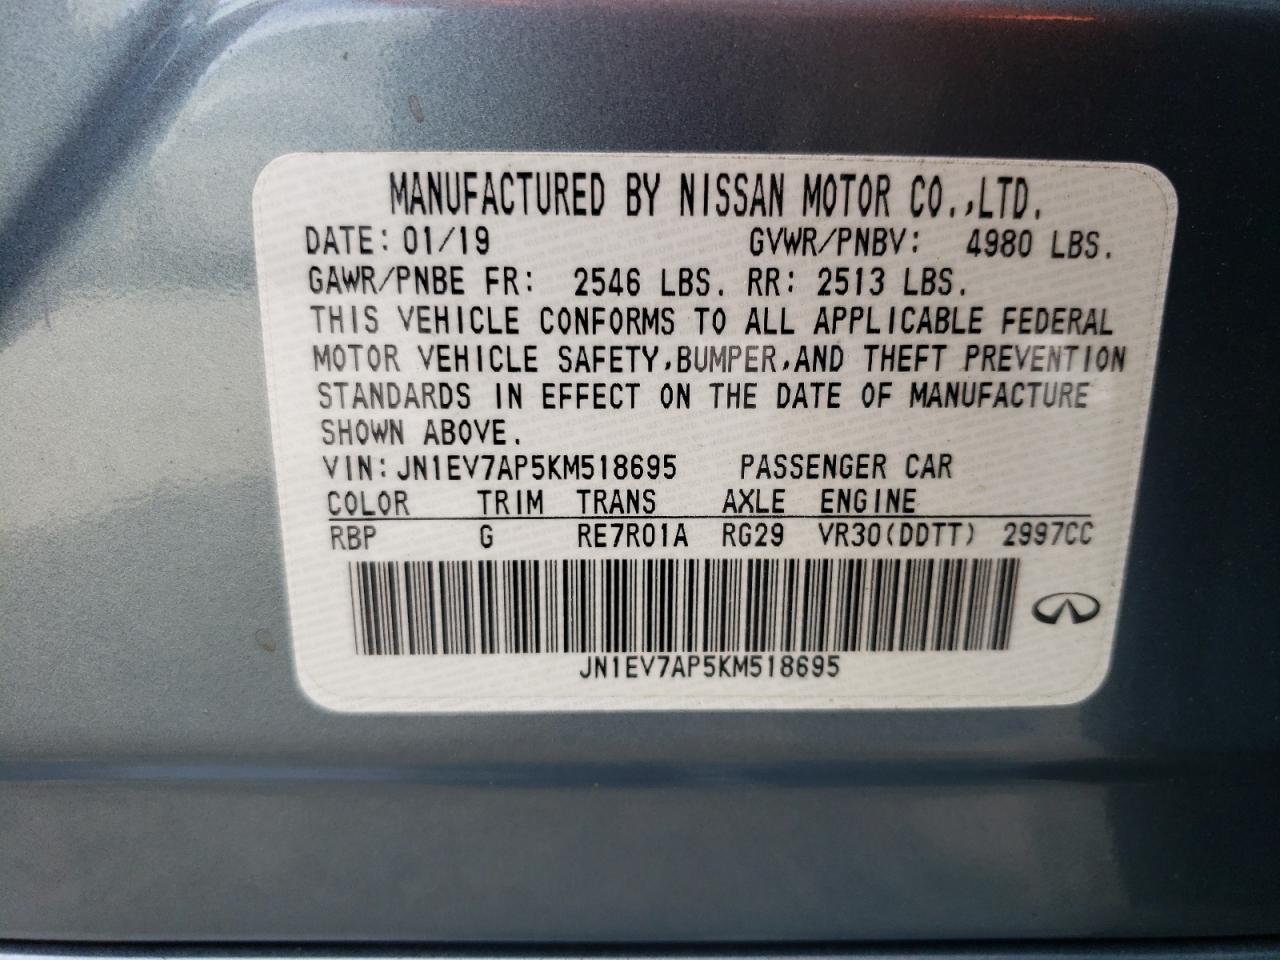 MANUFACTURED BY NISSAN MOTOR CO.,LTD.
DATE: 01/19 GVWR/PNBV: 4980 LBS.
GAWR/PNBE FR: 2546 LBS. RR: 2513 LBS.
THIS VEHICLE CONFORMS TO ALL APPLICABLE FEDERAL
MOTOR VEHICLE SAFETY,BUMPER,AND THEFT PREVENTION
STANDARDS IN EFFECT ON THE DATE OF MANUFACTURE
SHOWN ABOVE.
VIN: JN1EV7AP5KM518695 PASSENGER CAR
COLOR TRIM TRANS AXLE ENGINE
RBP G RE7R01A RG29 VR30(DDTT) 2997CC
JN1EV7AP5KM518695